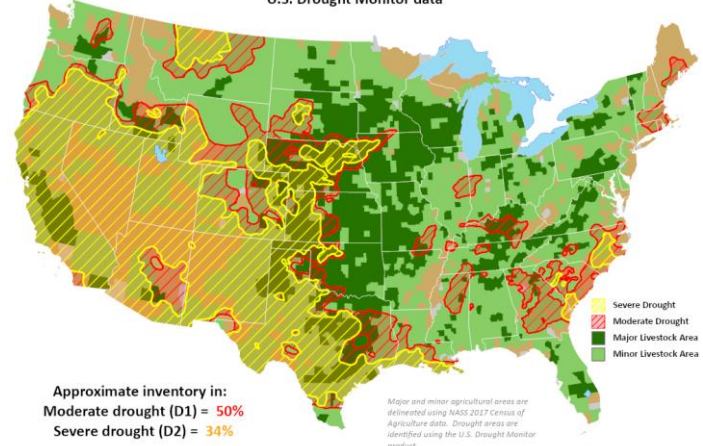 U.S. Drought Monitor data
Severe Drought
Moderate Drought
Major Livestock Area
Minor Livestock Area
Approximate inventory in:
Moderate drought (D1) = 50%
Severe drought (D2) = 34%
Major and minor agricultural areas are
delineated using NASS 2017 Census of
Agriculture data. Drought areas are
identified using the U.S. Drought Monitor
product.